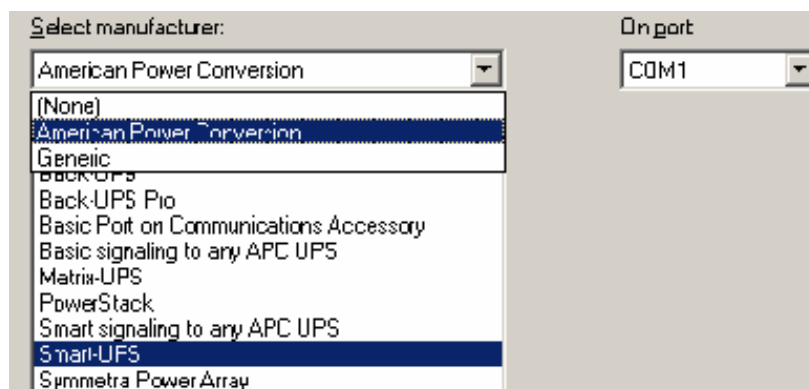 Select manufacturer:
On port
American Power Conversion
COM1
(None)
American Power Conversion
Generic
Back-UPS
Back-UPS Pro
Basic Port on Communications Accessory
Basic signaling to any APC UPS
Matrix-UPS
PowerStack
Smart signaling to any APC UPS
Smart-UPS
Symmetra Power Array